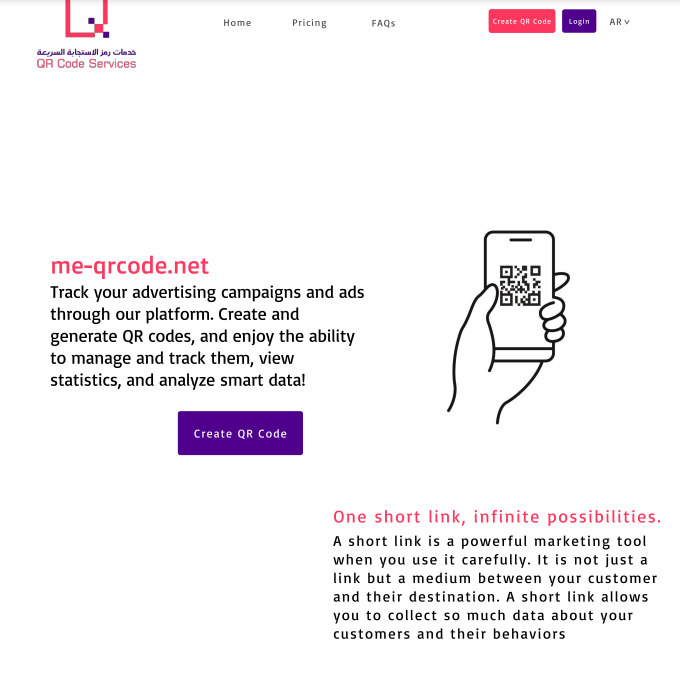 Home
Pricing
FAQs
Create QR Code
Login
AR
خدمات رمز الاستجابة السريعة
QR Code Services
me-qrcode.net
Track your advertising campaigns and ads
through our platform. Create and
generate QR codes, and enjoy the ability
to manage and track them, view
statistics, and analyze smart data!
Create QR Code
One short link, infinite possibilities.
A short link is a powerful marketing tool
when you use it carefully. It is not just a
link but a medium between your customer
and their destination. A short link allows
you to collect so much data about your
customers and their behaviors